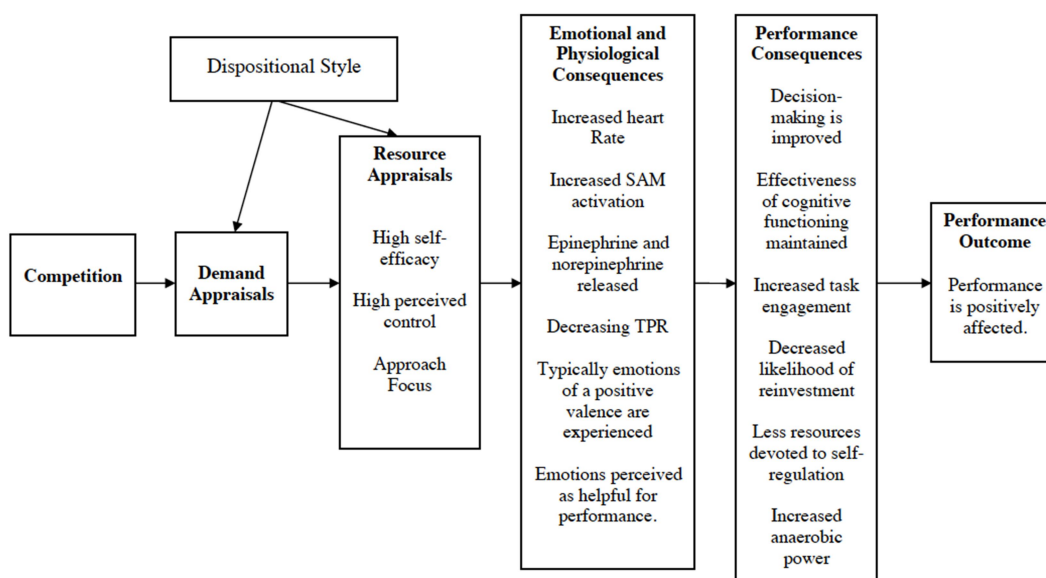 Dispositional Style
Competition
Demand
Appraisals
Resource
Appraisals
High self-
efficacy
High perceived
control
Approach
Focus
Emotional and
Physiological
Consequences
Increased heart
Rate
Increased SAM
activation
Epinephrine and
norepinephrine
released
Decreasing TPR
Typically emotions
of a positive
valence are
experienced
Emotions perceived
as helpful for
performance.
Performance
Consequences
Decision-
making is
improved
Effectiveness
of cognitive
functioning
maintained
Increased task
engagement
Decreased
likelihood of
reinvestment
Less resources
devoted to self-
regulation
Increased
anaerobic
power
Performance
Outcome
Performance
is positively
affected.